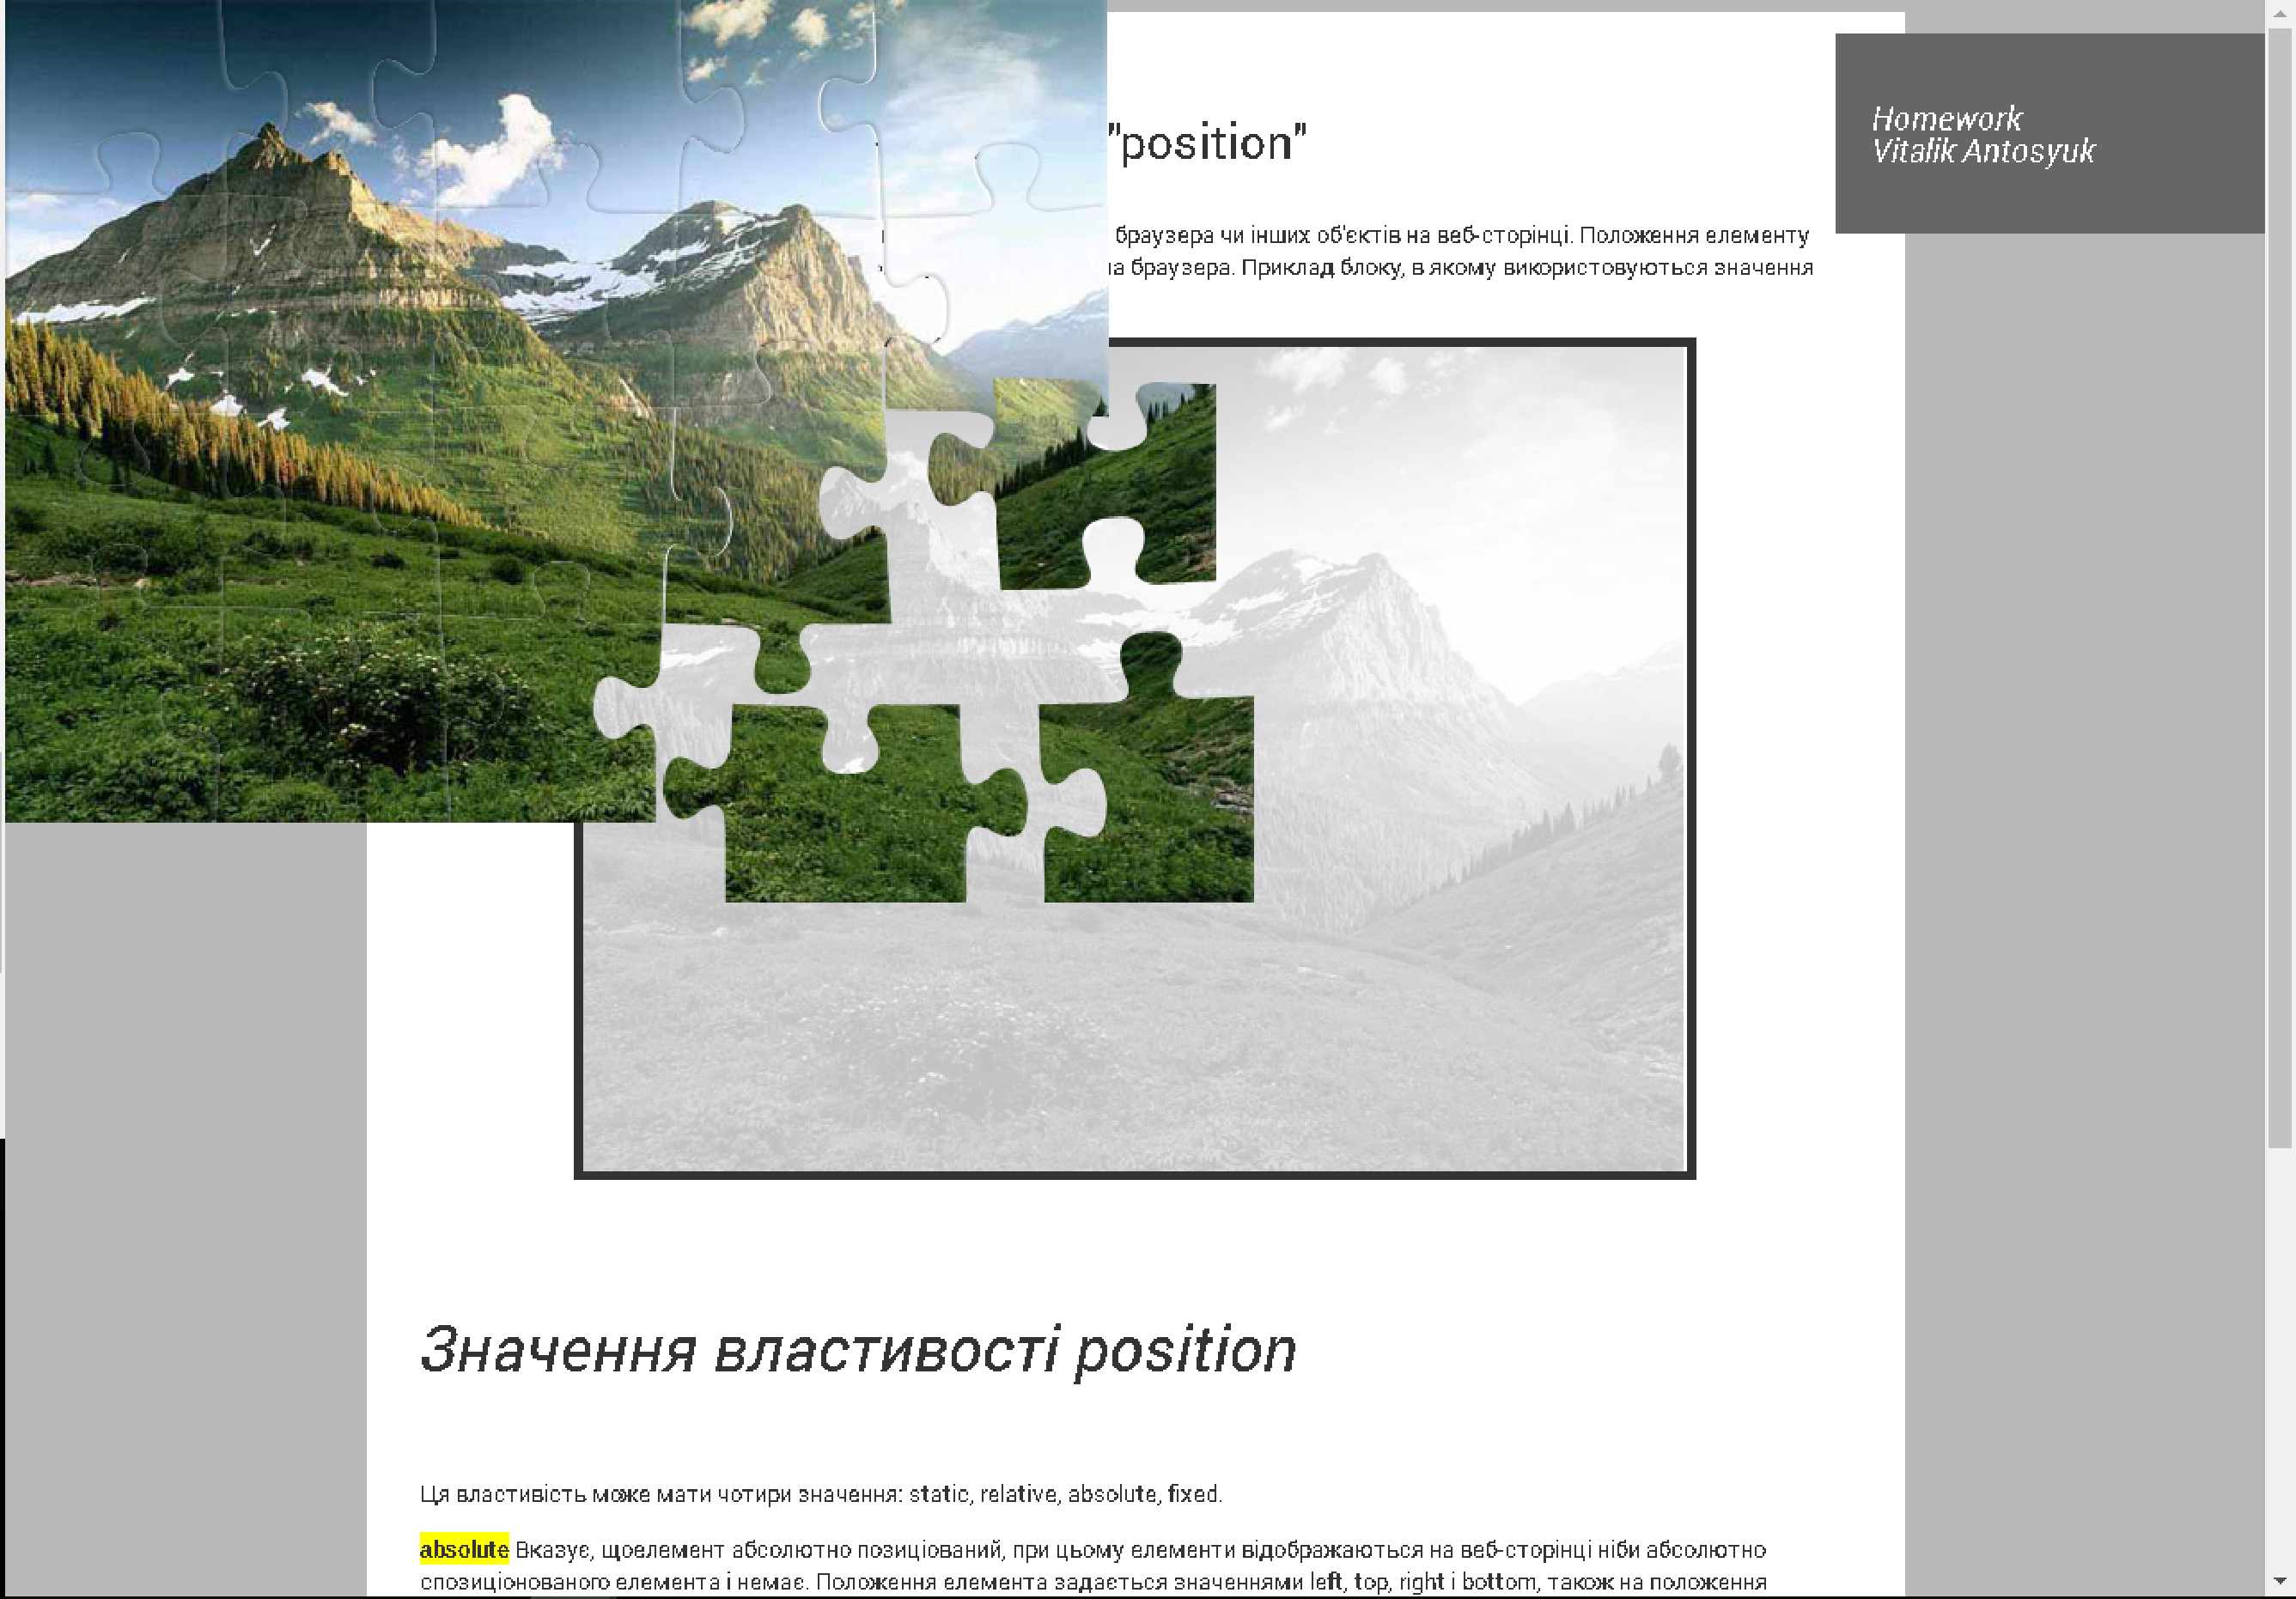 "position"
Homework
Vitalik Antosyuk
браузера чи інших об'єктів на веб-сторінці. Положення елементу
браузера. Приклад блоку, в якому використовуються значення
Значення властивості position
Ця властивість може мати чотири значення: static, relative, absolute, fixed.
absolute Вказує, щоелемент абсолютно позиціований, при цьому елементи відображаються на веб-сторінці ніби абсолютно
спозиціонованого елемента і немає. Положення елемента задається значеннями left, top, right і bottom, також на положення